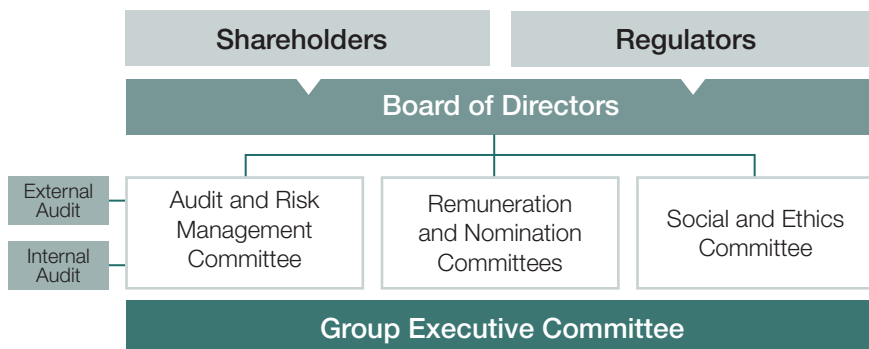 Shareholders
Regulators
Board of Directors
External
Audit
Internal
Audit
Audit and Risk
Management
Committee
Remuneration
and Nomination
Committees
Social and Ethics
Committee
Group Executive Committee